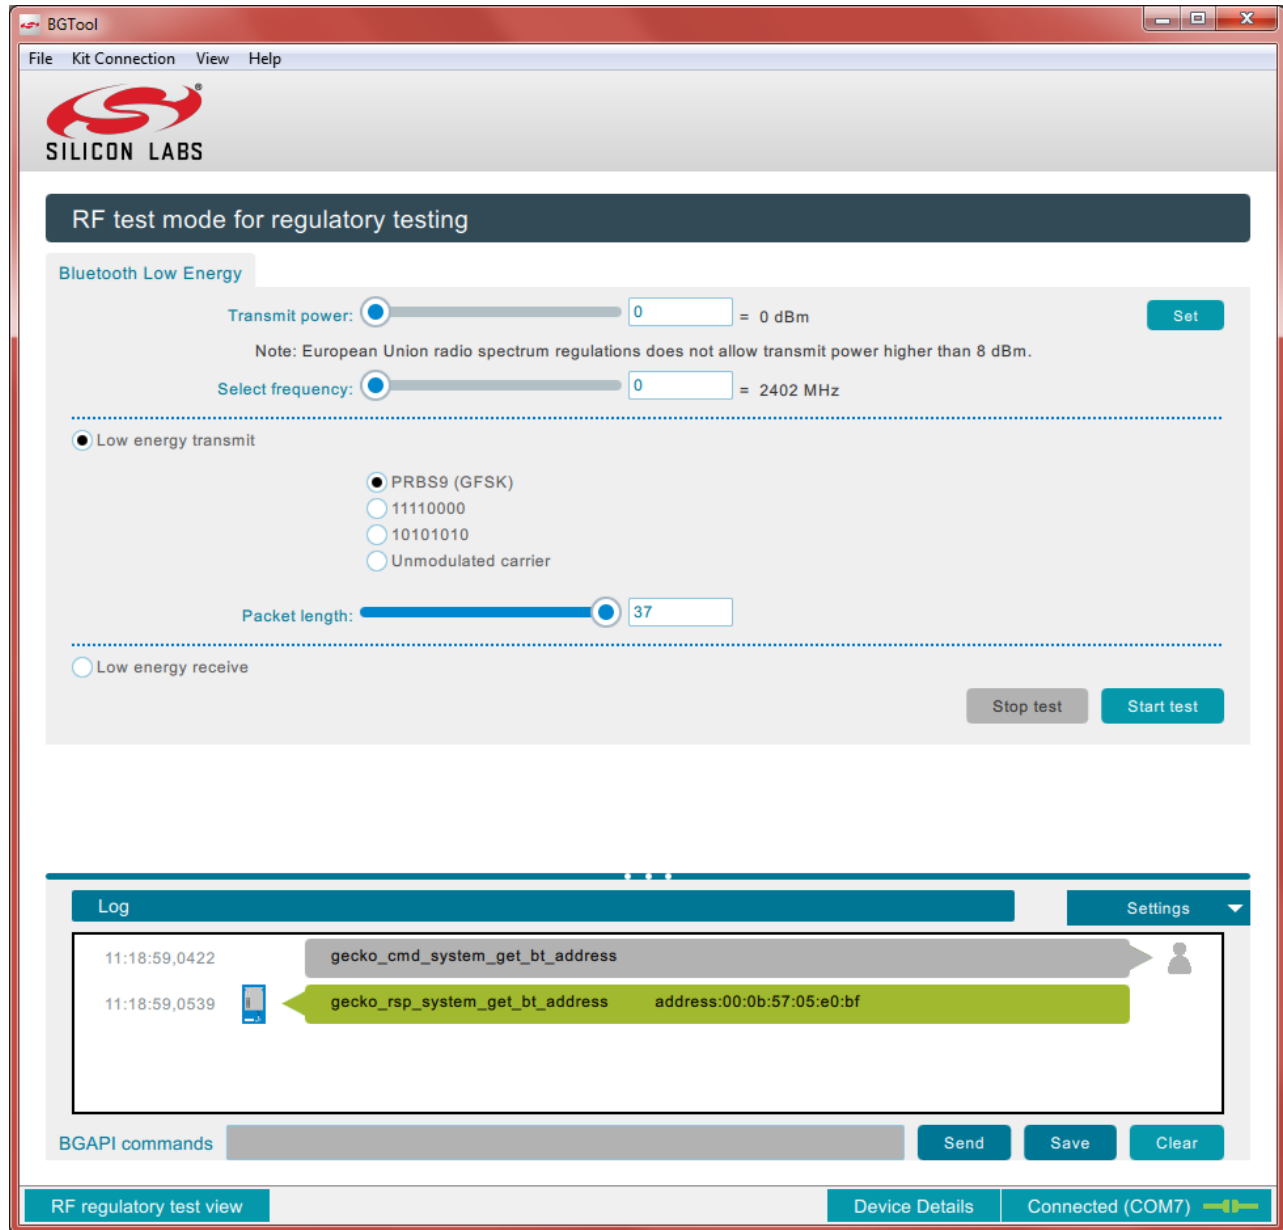 BGTool
File Kit Connection View Help
SILICON LABS
RF test mode for regulatory testing
Bluetooth Low Energy
Transmit power: 0 = 0 dBm Set
Note: European Union radio spectrum regulations does not allow transmit power higher than 8 dBm.
Select frequency: 0 = 2402 MHz
Low energy transmit
PRBS9 (GFSK)
11110000
10101010
Unmodulated carrier
Packet length: 37
Low energy receive
Stop test Start test
Log Settings
11:18:59,0422 gecko_cmd_system_get_bt_address
11:18:59,0539 gecko_rsp_system_get_bt_address address:00:0b:57:05:e0:bf
BGAPI commands Send Save Clear
RF regulatory test view Device Details Connected (COM7)